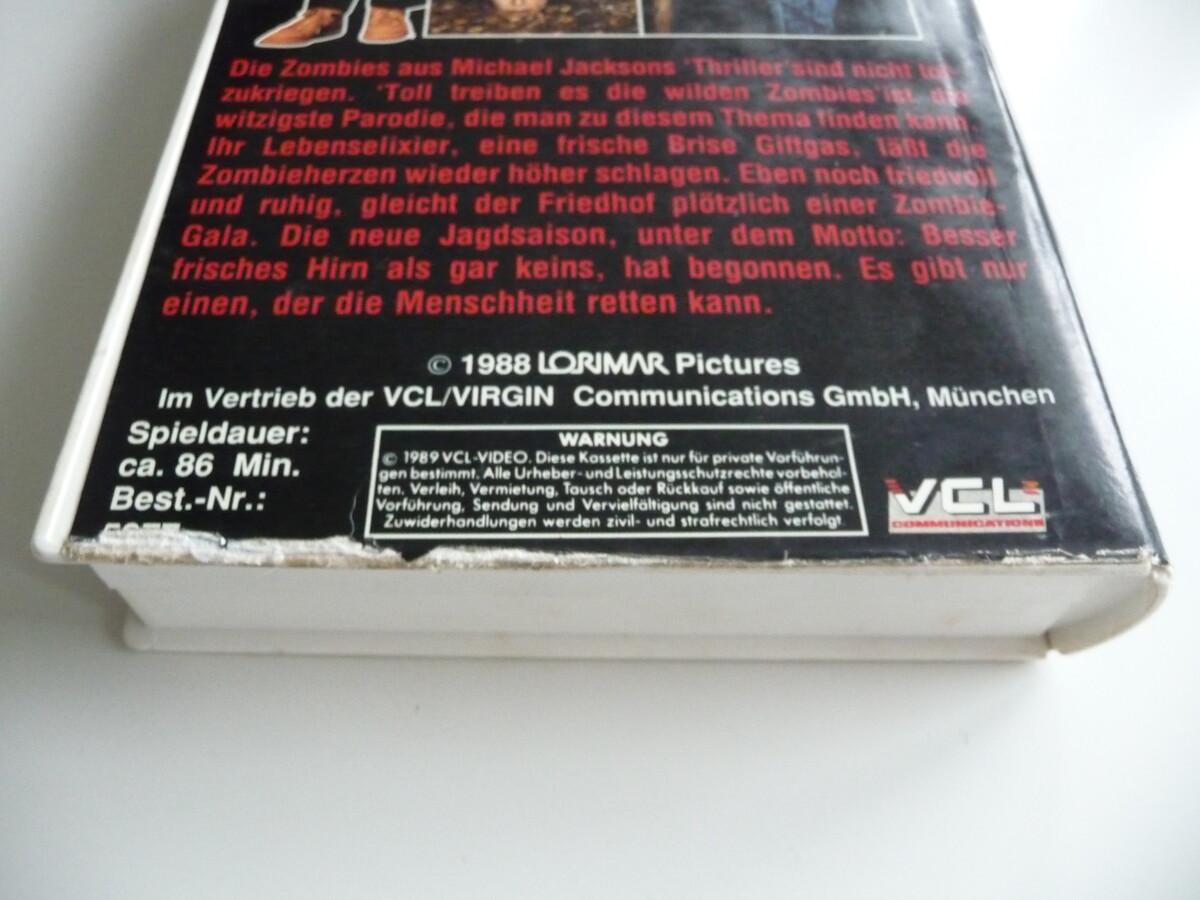 Die Zombies aus Michael Jacksons 'Thriller' sind nicht tot-
zukriegen. 'Toll treiben es die wilden Zombies' ist die
witzigste Parodie, die man zu diesem Thema finden kann.
Ihr Lebenselixier, eine frische Brise Giftgas, läßt die
Zombieherzen wieder höher schlagen. Eben noch friedvoll
und ruhig, gleicht der Friedhof plötzlich einer Zombie-
Gala. Die neue Jagdsaison, unter dem Motto: Besser
frisches Hirn als gar keins, hat begonnen. Es gibt nur
einen, der die Menschheit retten kann.
© 1988 LORIMAR Pictures
Im Vertrieb der VCL/VIRGIN Communications GmbH, München
Spieldauer:
ca. 86 Min.
Best.-Nr.:
WARNUNG
© 1989 VCL-VIDEO. Diese Kassette ist nur für private Vorführun-
gen bestimmt. Alle Urheber- und Leistungsschutzrechte vorbehal-
ten. Verleih, Vermietung, Tausch oder Rückkauf sowie öffentliche
Vorführung, Sendung und Vervielfältigung sind nicht gestattet.
Zuwiderhandlungen werden zivil- und strafrechtlich verfolgt.
VCL
COMMUNICATIONS